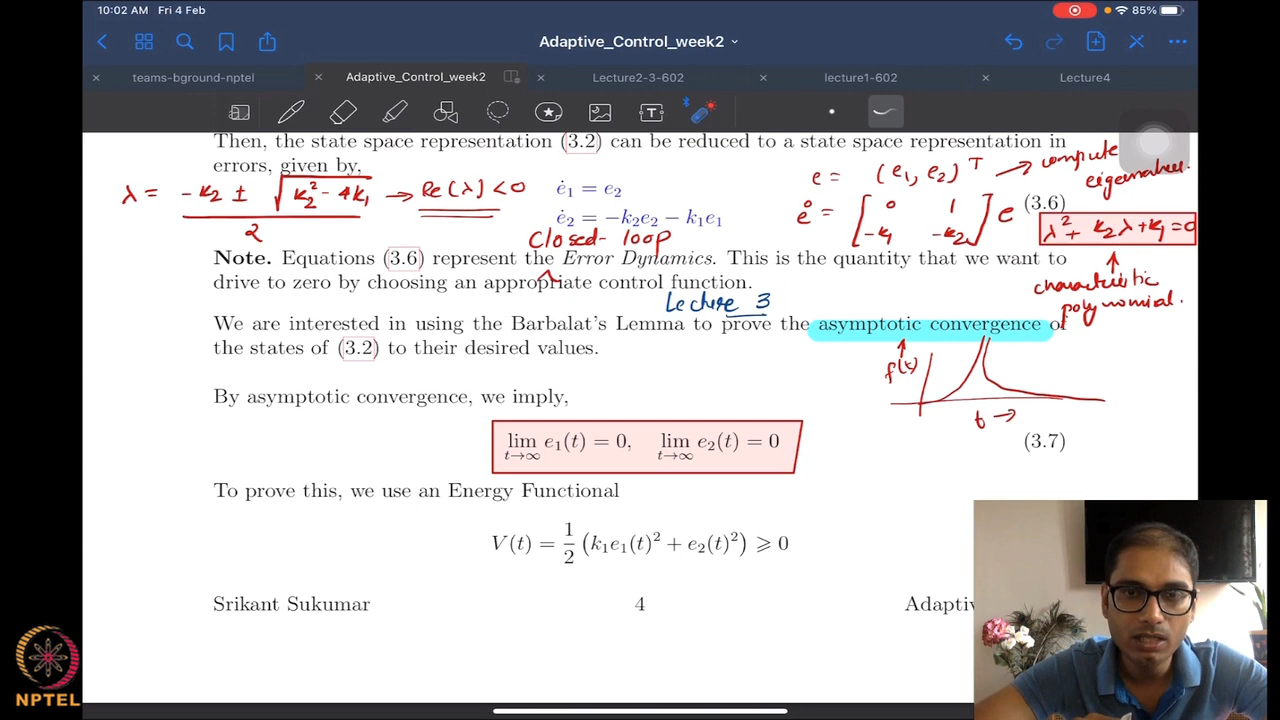 10:02 AM Fri 4 Feb
85%
Adaptive_Control_week2
teams-bground-nptel
Adaptive_Control_week2
Lecture2-3-602
lecture1-602
Lecture4
Then, the state space representation (3.2) can be reduced to a state space representation in
errors, given by,
λ = (-k₂ ± √(k₂² - 4k₁))/2 → Re(λ) < 0
ė₁ = e₂
ė₂ = −k₂e₂ − k₁e₁
(3.6)
e = (e₁, e₂)ᵀ → compute
eigenvalues.
ė = [0 1; -k₁ -k₂] e
λ² + k₂λ + k₁ = 0
characteristic
polynomial.
closed-loop
Note. Equations (3.6) represent the Error Dynamics. This is the quantity that we want to
drive to zero by choosing an appropriate control function.
Lecture 3
We are interested in using the Barbalat's Lemma to prove the asymptotic convergence of
the states of (3.2) to their desired values.
f(t)
t →
By asymptotic convergence, we imply,
lim t→∞ e₁(t) = 0, lim t→∞ e₂(t) = 0
(3.7)
To prove this, we use an Energy Functional
V(t) = 1/2 (k₁e₁(t)² + e₂(t)²) ⩾ 0
Srikant Sukumar
4
Adaptiv
NPTEL